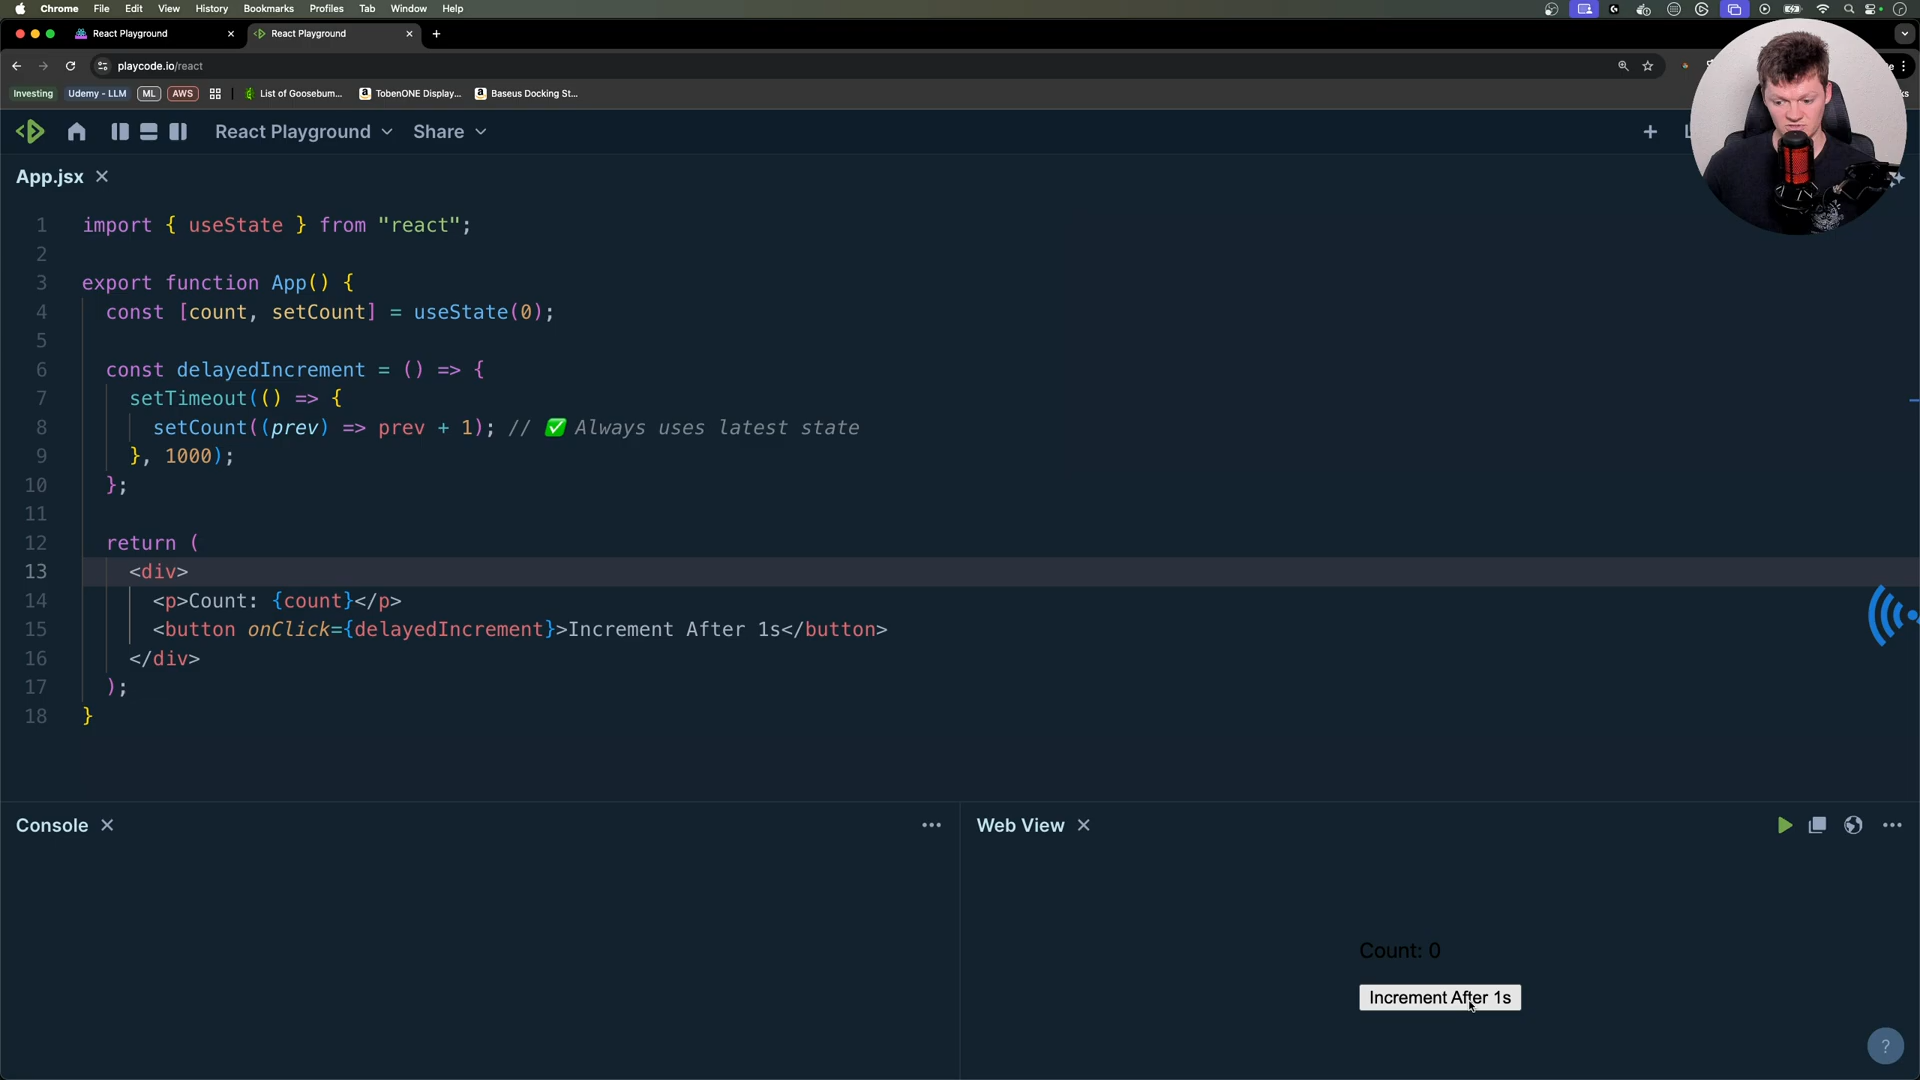 Chrome File Edit View History Bookmarks Profiles Tab Window Help
React Playground React Playground
playcode.io/react
Investing Udemy - LLM ML AWS List of Goosebum... TobenONE Display... Baseus Docking St...
React Playground Share
App.jsx
1 import { useState } from "react";
2
3 export function App() {
4 const [count, setCount] = useState(0);
5
6 const delayedIncrement = () => {
7 setTimeout(() => {
8 setCount((prev) => prev + 1); // ✅ Always uses latest state
9 }, 1000);
10 };
11
12 return (
13 <div>
14 <p>Count: {count}</p>
15 <button onClick={delayedIncrement}>Increment After 1s</button>
16 </div>
17 );
18 }
Console Web View
Count: 0
Increment After 1s
?